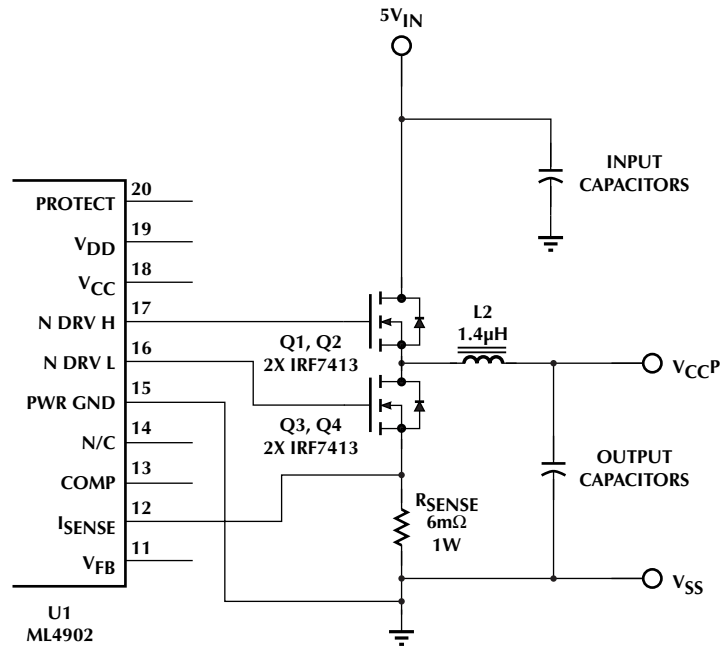 5VIN
INPUT
CAPACITORS
PROTECT 20
VDD 19
VCC 18
N DRV H 17
N DRV L 16
PWR GND 15
N/C 14
COMP 13
ISENSE 12
VFB 11
U1
ML4902
Q1, Q2
2X IRF7413
L2
1.4µH
VCCP
Q3, Q4
2X IRF7413
OUTPUT
CAPACITORS
RSENSE
6mΩ
1W
VSS